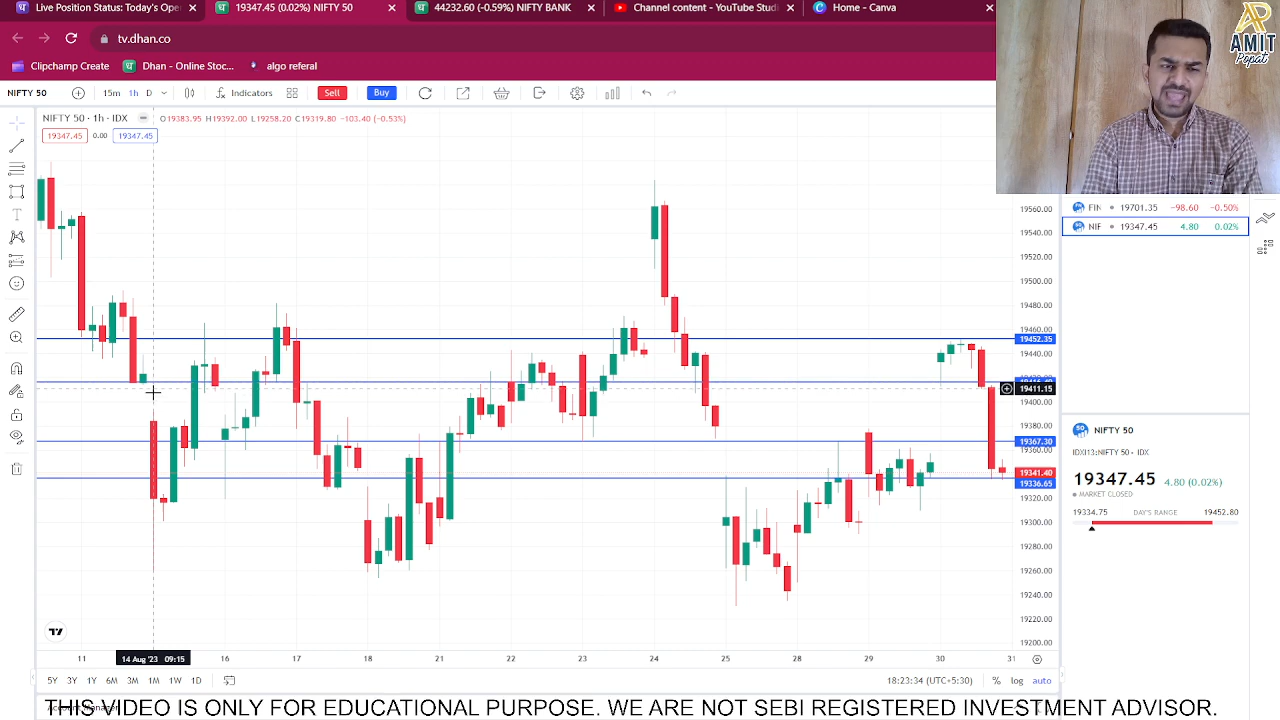 Live Position Status: Today's Oper
19347.45 (0.02%) NIFTY 50
44232.60 (-0.59%) NIFTY BANK
Channel content - YouTube Studi
Home - Canva
tv.dhan.co
Clipchamp Create
Dhan - Online Stoc...
algo referal
AMIT
Popat
NIFTY 50
15m 1h D
Indicators
Sell
Buy
NIFTY 50 · 1h · IDX
O19383.95 H19392.00 L19258.20 C19319.80 −103.40 (−0.53%)
19347.45 0.00 19347.45
19560.00
19540.00
19520.00
19500.00
19480.00
19460.00
19452.35
19440.00
19411.15
19400.00
19380.00
19367.30
19360.00
19341.40
19336.65
19320.00
19300.00
19280.00
19260.00
19240.00
19220.00
19200.00
FIN 19701.35 −98.60 −0.50%
NIF 19347.45 4.80 0.02%
NIFTY 50
IDXI13:NIFTY 50 · IDX
19347.45 4.80 (0.02%)
MARKET CLOSED
19334.75 DAY'S RANGE 19452.80
11 14 Aug '23 09:15 16 17 18 21 22 23 24 25 28 29 30 31
5Y 3Y 1Y 6M 3M 1M 1W 1D
18:23:34 (UTC+5:30) % log auto
THIS VIDEO IS ONLY FOR EDUCATIONAL PURPOSE. WE ARE NOT SEBI REGISTERED INVESTMENT ADVISOR.